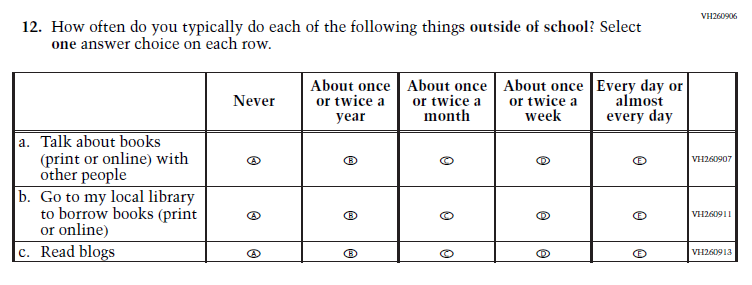 VH260906
12. How often do you typically do each of the following things outside of school? Select
one answer choice on each row.
Never
About once
or twice a
year
About once
or twice a
month
About once
or twice a
week
Every day or
almost
every day
a. Talk about books
(print or online) with
other people
A B C D E VH260907
b. Go to my local library
to borrow books (print
or online)
A B C D E VH260911
c. Read blogs A B C D E VH260913